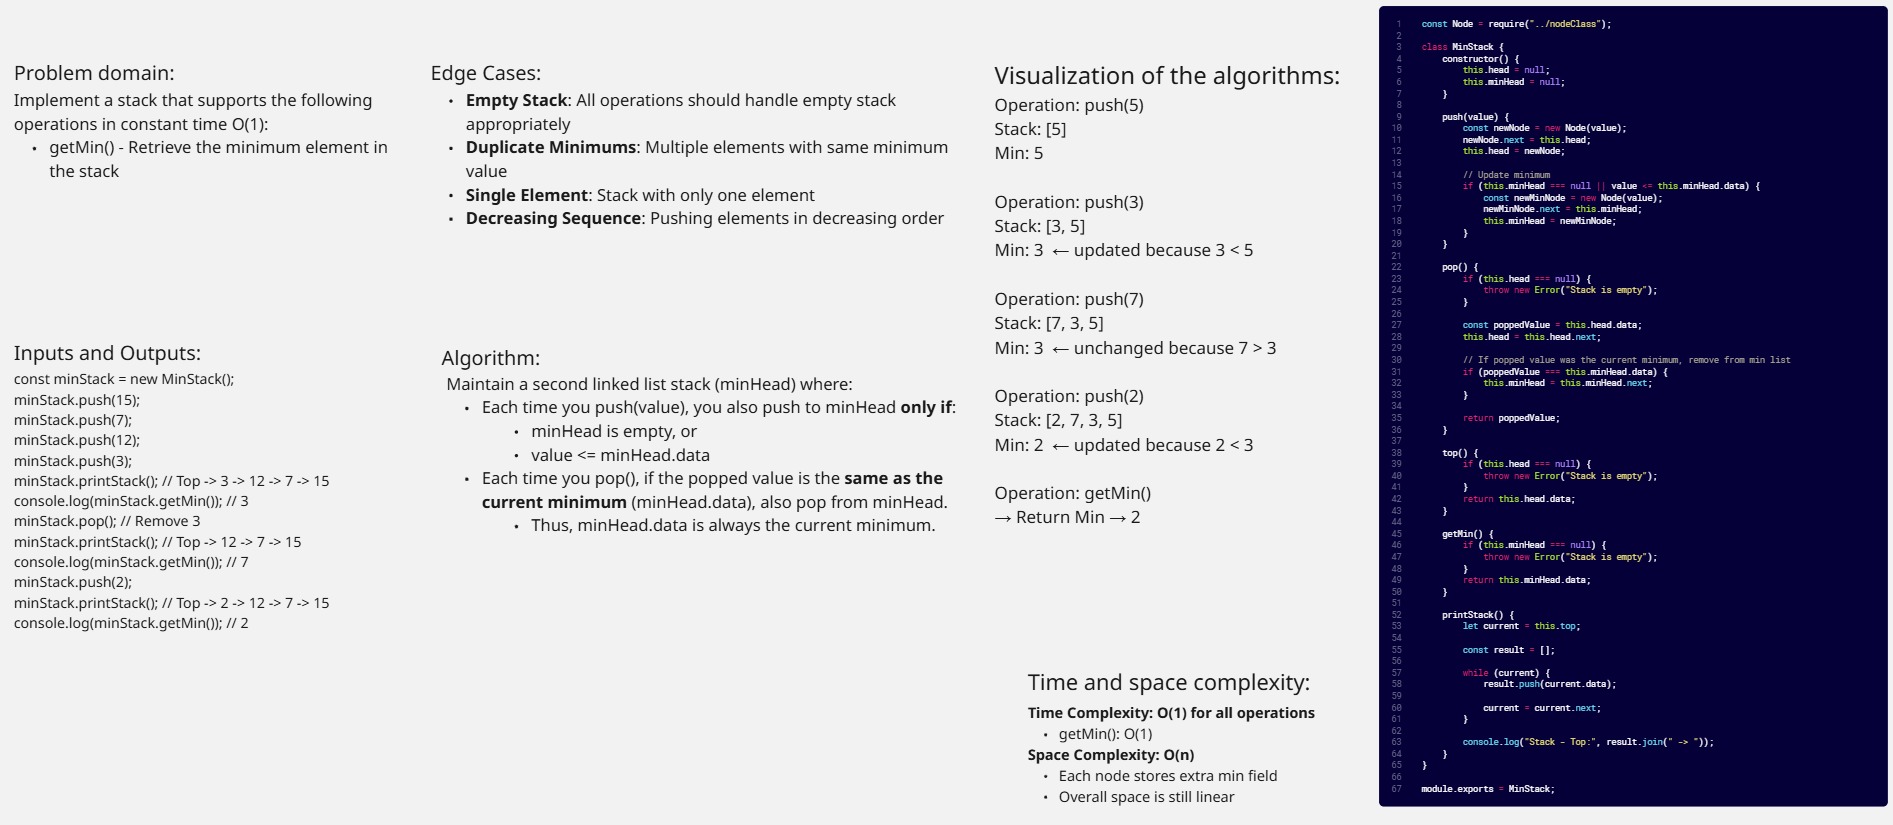 Problem domain:
Implement a stack that supports the following
operations in constant time O(1):
• getMin() - Retrieve the minimum element in
the stack
Edge Cases:
• Empty Stack: All operations should handle empty stack
appropriately
• Duplicate Minimums: Multiple elements with same minimum
value
• Single Element: Stack with only one element
• Decreasing Sequence: Pushing elements in decreasing order
Inputs and Outputs:
const minStack = new MinStack();
minStack.push(15);
minStack.push(7);
minStack.push(12);
minStack.push(3);
minStack.printStack(); // Top -> 3 -> 12 -> 7 -> 15
console.log(minStack.getMin()); // 3
minStack.pop(); // Remove 3
minStack.printStack(); // Top -> 12 -> 7 -> 15
console.log(minStack.getMin()); // 7
minStack.push(2);
minStack.printStack(); // Top -> 2 -> 12 -> 7 -> 15
console.log(minStack.getMin()); // 2
Algorithm:
Maintain a second linked list stack (minHead) where:
• Each time you push(value), you also push to minHead only if:
• minHead is empty, or
• value <= minHead.data
• Each time you pop(), if the popped value is the same as the
current minimum (minHead.data), also pop from minHead.
• Thus, minHead.data is always the current minimum.
Visualization of the algorithms:
Operation: push(5)
Stack: [5]
Min: 5
Operation: push(3)
Stack: [3, 5]
Min: 3 ← updated because 3 < 5
Operation: push(7)
Stack: [7, 3, 5]
Min: 3 ← unchanged because 7 > 3
Operation: push(2)
Stack: [2, 7, 3, 5]
Min: 2 ← updated because 2 < 3
Operation: getMin()
→ Return Min → 2
Time and space complexity:
Time Complexity: O(1) for all operations
• getMin(): O(1)
Space Complexity: O(n)
• Each node stores extra min field
• Overall space is still linear
1 const Node = require("../nodeClass");
2
3 class MinStack {
4 constructor() {
5 this.head = null;
6 this.minHead = null;
7 }
8
9 push(value) {
10 const newNode = new Node(value);
11 newNode.next = this.head;
12 this.head = newNode;
13
14 // Update minimum
15 if (this.minHead === null || value <= this.minHead.data) {
16 const newMinNode = new Node(value);
17 newMinNode.next = this.minHead;
18 this.minHead = newMinNode;
19 }
20 }
21
22 pop() {
23 if (this.head === null) {
24 throw new Error("Stack is empty");
25 }
26
27 const poppedValue = this.head.data;
28 this.head = this.head.next;
29
30 // If popped value was the current minimum, remove from min list
31 if (poppedValue === this.minHead.data) {
32 this.minHead = this.minHead.next;
33 }
34
35 return poppedValue;
36 }
37
38 top() {
39 if (this.head === null) {
40 throw new Error("Stack is empty");
41 }
42 return this.head.data;
43 }
44
45 getMin() {
46 if (this.minHead === null) {
47 throw new Error("Stack is empty");
48 }
49 return this.minHead.data;
50 }
51
52 printStack() {
53 let current = this.top;
54
55 const result = [];
56
57 while (current) {
58 result.push(current.data);
59
60 current = current.next;
61 }
62
63 console.log("Stack - Top:", result.join(" -> "));
64 }
65 }
66
67 module.exports = MinStack;